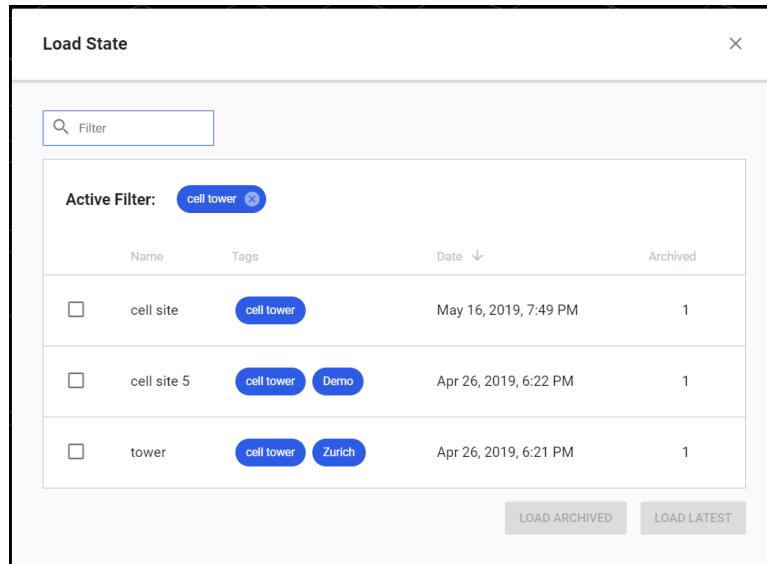 Load State
Filter
Active Filter: cell tower
Name Tags Date Archived
cell site cell tower May 16, 2019, 7:49 PM 1
cell site 5 cell tower Demo Apr 26, 2019, 6:22 PM 1
tower cell tower Zurich Apr 26, 2019, 6:21 PM 1
LOAD ARCHIVED LOAD LATEST